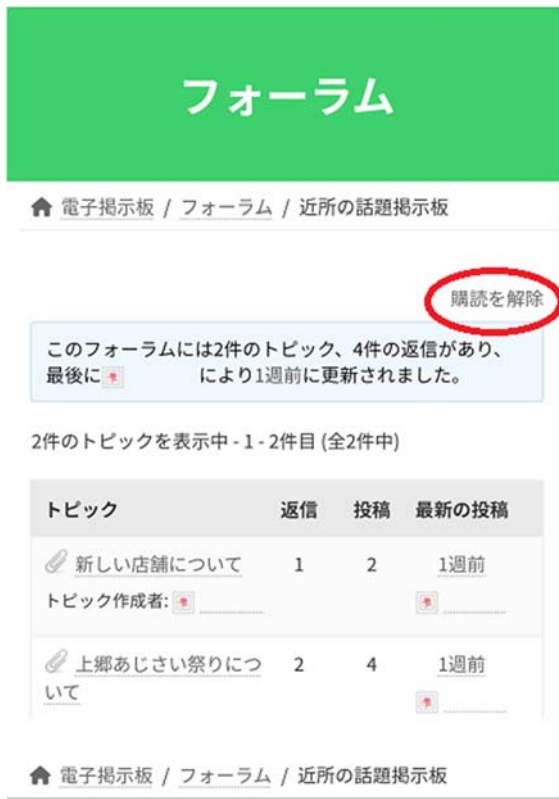 フォーラム
電子掲示板 / フォーラム / 近所の話題掲示板
購読を解除
このフォーラムには2件のトピック、4件の返信があり、
最後に により1週前に更新されました。
2件のトピックを表示中 - 1 - 2件目 (全2件中)
トピック 返信 投稿 最新の投稿
新しい店舗について 1 2 1週前
トピック作成者:
上郷あじさい祭りにつ 2 4 1週前
いて
電子掲示板 / フォーラム / 近所の話題掲示板